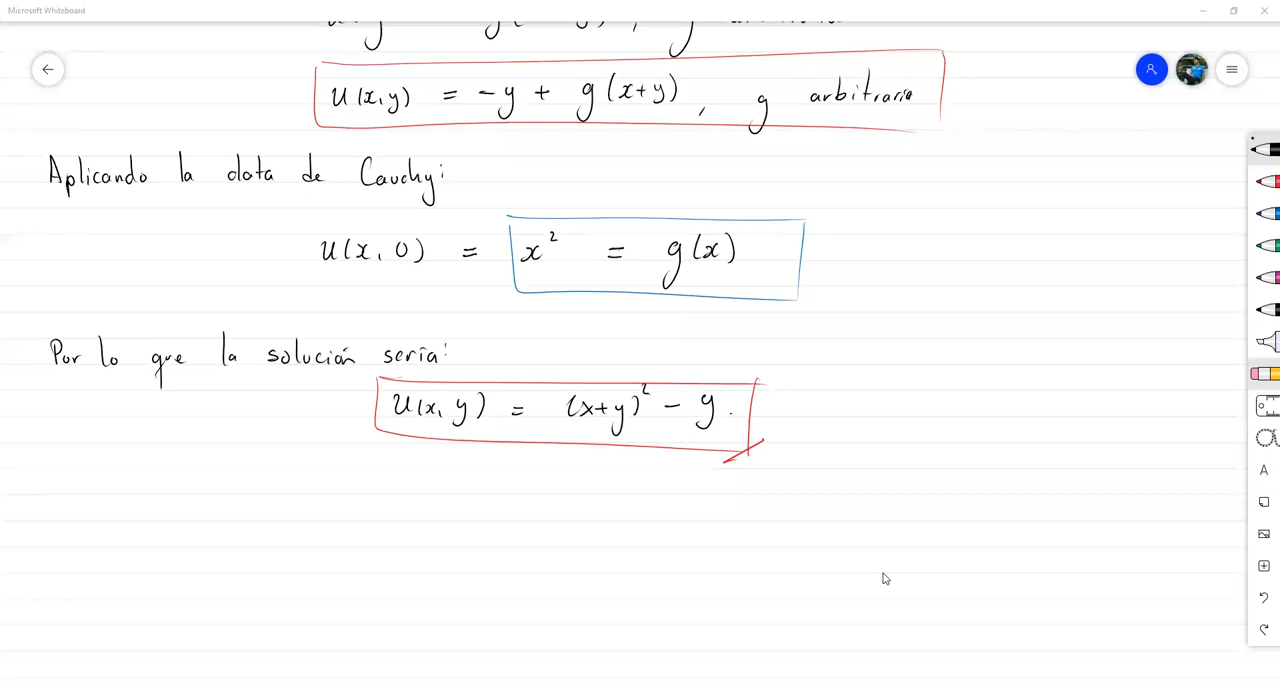 Microsoft Whiteboard
u(x,y) = -y + g(x+y), g arbitraria
Aplicando la data de Cauchy:
u(x,0) = x² = g(x)
Por lo que la solución sería:
u(x,y) = (x+y)² - y.
A